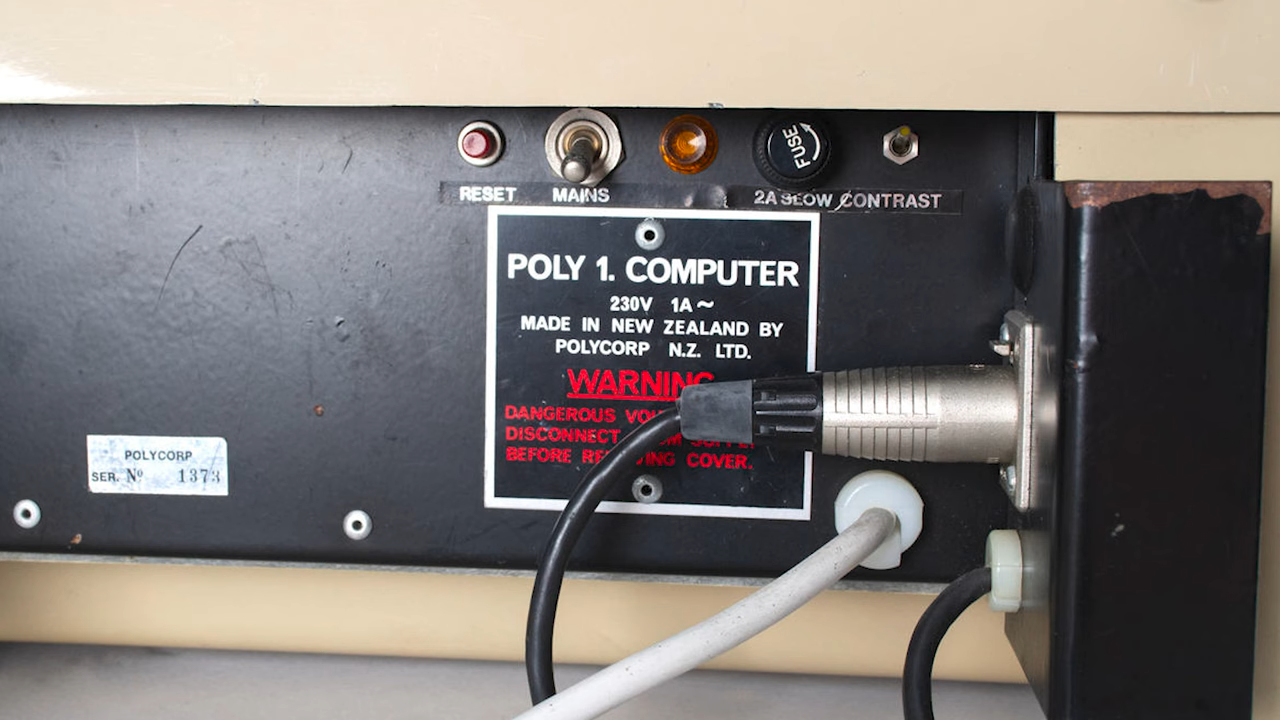 FUSE
RESET MAINS 2A SLOW CONTRAST
POLY 1. COMPUTER
230V 1A ~
MADE IN NEW ZEALAND BY
POLYCORP N.Z. LTD.
WARNING
DANGEROUS
DISCONNECT
BEFORE COVER.
POLYCORP
SER. No 1373